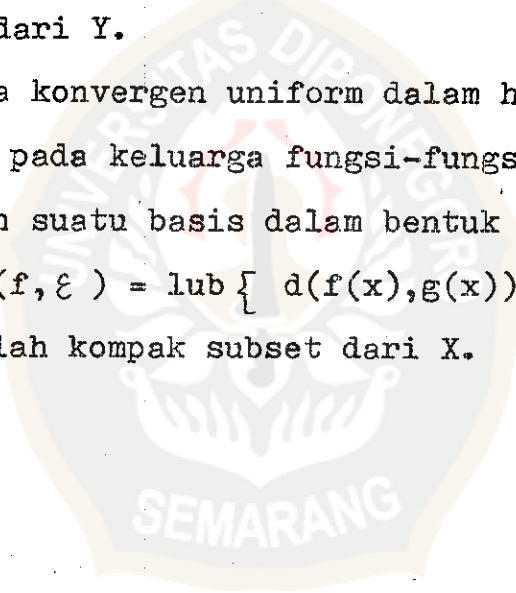 dari Y.
a konvergen uniform dalam h
pada keluarga fungsi-fungs
n suatu basis dalam bentuk
(f,ε ) = lub{ d(f(x),g(x))
lah kompak subset dari X.
UNIVERSITAS DIPONEGORO
SEMARANG